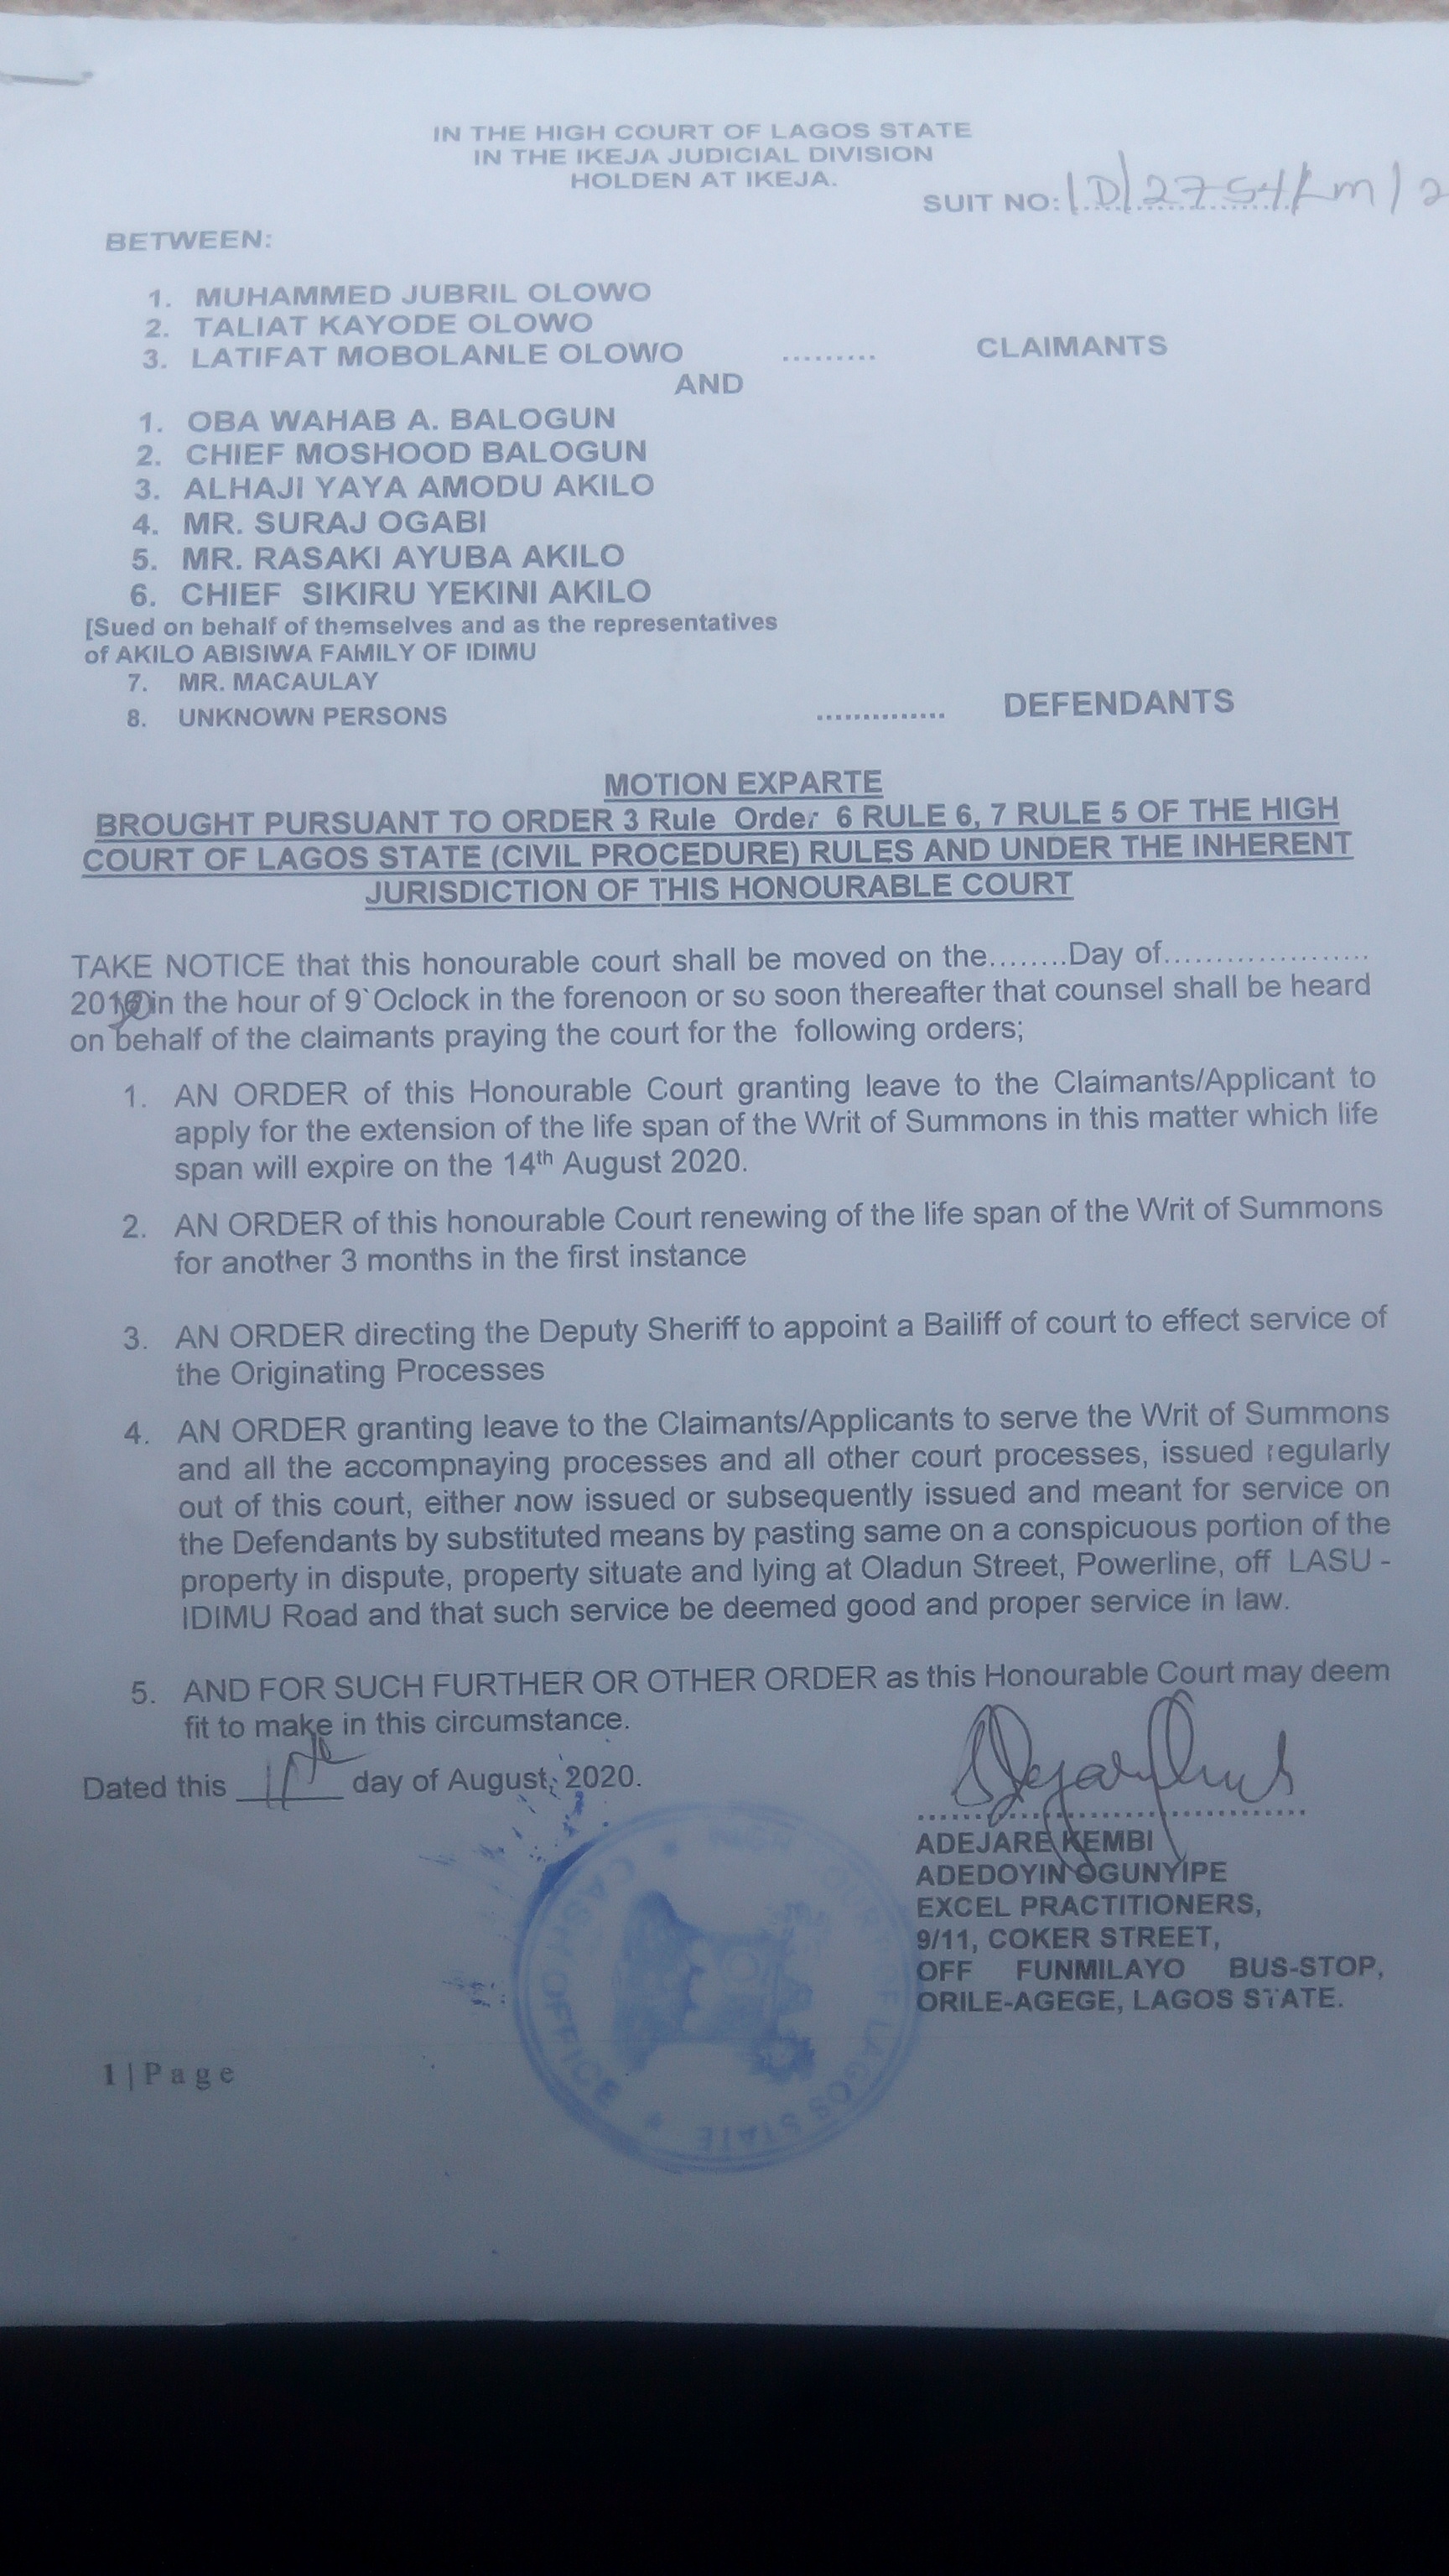 IN THE HIGH COURT OF LAGOS STATE
IN THE IKEJA JUDICIAL DIVISION
HOLDEN AT IKEJA.
SUIT NO:
BETWEEN:
1. MUHAMMED JUBRIL OLOWO
2. TALIAT KAYODE OLOWO
3. LATIFAT MOBOLANLE OLOWO ......... CLAIMANTS
AND
1. OBA WAHAB A. BALOGUN
2. CHIEF MOSHOOD BALOGUN
3. ALHAJI YAYA AMODU AKILO
4. MR. SURAJ OGABI
5. MR. RASAKI AYUBA AKILO
6. CHIEF SIKIRU YEKINI AKILO
[Sued on behalf of themselves and as the representatives
of AKILO ABISIWA FAMILY OF IDIMU
7. MR. MACAULAY
8. UNKNOWN PERSONS .............. DEFENDANTS
MOTION EXPARTE
BROUGHT PURSUANT TO ORDER 3 Rule Order 6 RULE 6, 7 RULE 5 OF THE HIGH
COURT OF LAGOS STATE (CIVIL PROCEDURE) RULES AND UNDER THE INHERENT
JURISDICTION OF THIS HONOURABLE COURT
TAKE NOTICE that this honourable court shall be moved on the........Day of....................
in the hour of 9`Oclock in the forenoon or so soon thereafter that counsel shall be heard
on behalf of the claimants praying the court for the following orders;
1. AN ORDER of this Honourable Court granting leave to the Claimants/Applicant to
apply for the extension of the life span of the Writ of Summons in this matter which life
span will expire on the 14th August 2020.
2. AN ORDER of this honourable Court renewing of the life span of the Writ of Summons
for another 3 months in the first instance
3. AN ORDER directing the Deputy Sheriff to appoint a Bailiff of court to effect service of
the Originating Processes
4. AN ORDER granting leave to the Claimants/Applicants to serve the Writ of Summons
and all the accompnaying processes and all other court processes, issued regularly
out of this court, either now issued or subsequently issued and meant for service on
the Defendants by substituted means by pasting same on a conspicuous portion of the
property in dispute, property situate and lying at Oladun Street, Powerline, off LASU -
IDIMU Road and that such service be deemed good and proper service in law.
5. AND FOR SUCH FURTHER OR OTHER ORDER as this Honourable Court may deem
fit to make in this circumstance.
Dated this day of August, 2020.
ADEJARE KEMBI
ADEDOYIN OGUNYIPE
EXCEL PRACTITIONERS,
9/11, COKER STREET,
OFF FUNMILAYO BUS-STOP,
ORILE-AGEGE, LAGOS STATE.
HIGH COURT OF LAGOS STATE
CASH OFFICE
1 | Page